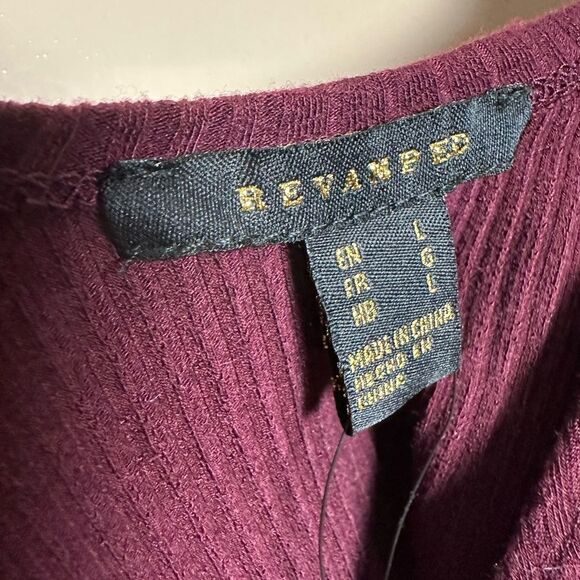 REVAMPED
EN L
FR G
HB L
MADE IN CHINA
HECHO EN
CHINA